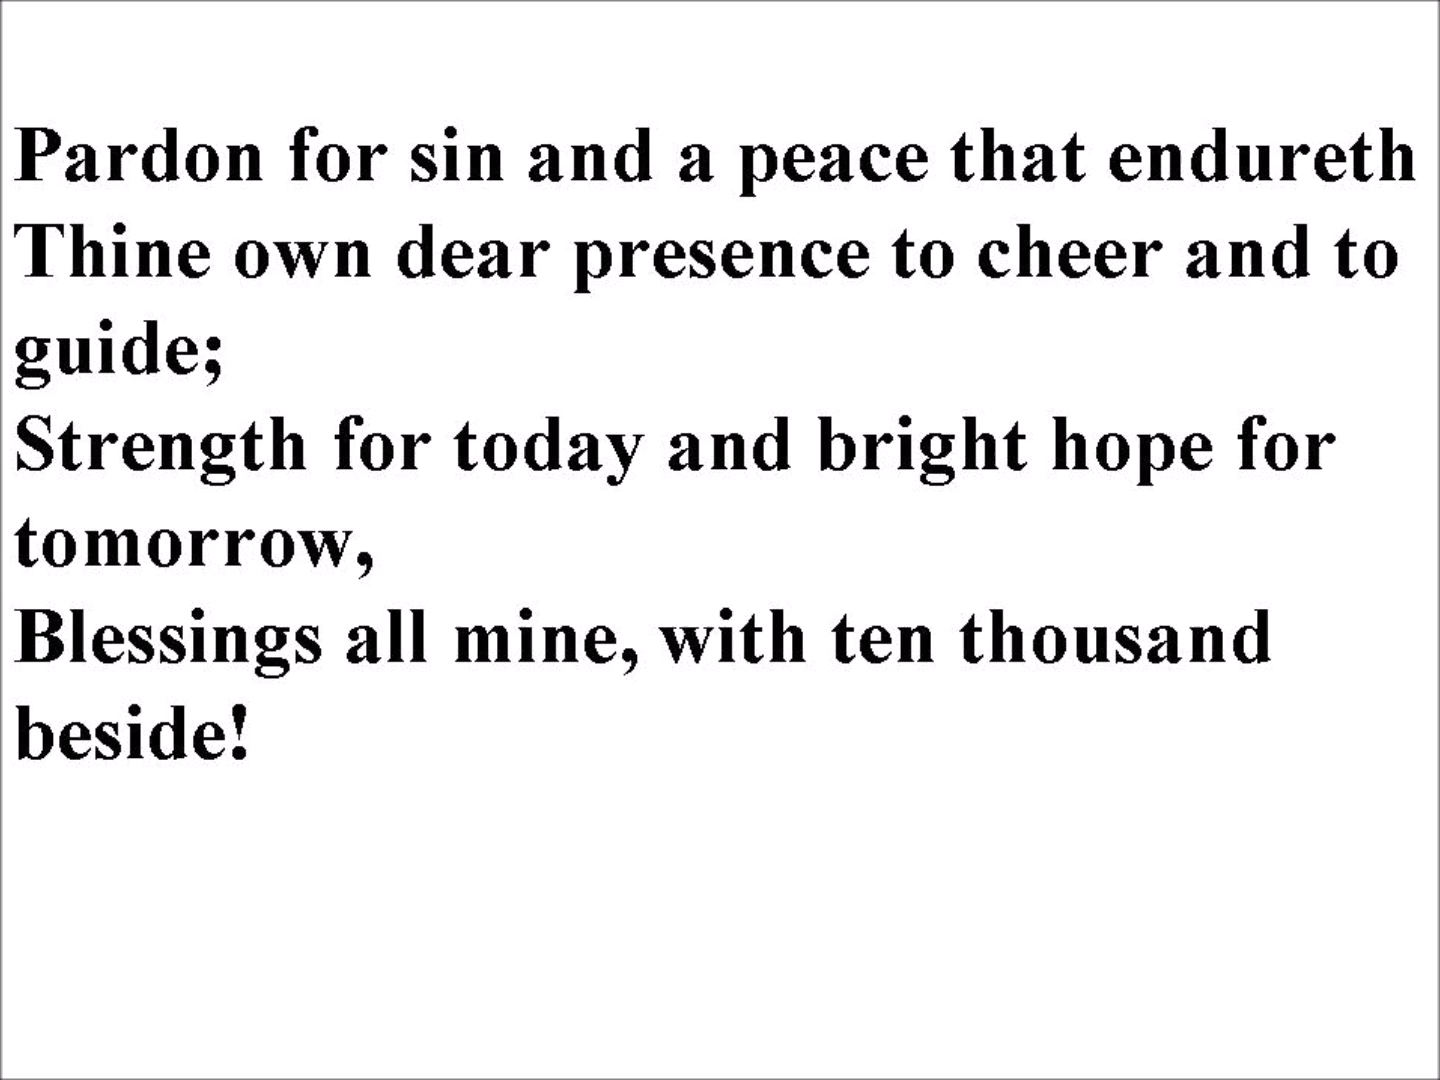 Pardon for sin and a peace that endureth
Thine own dear presence to cheer and to
guide;
Strength for today and bright hope for
tomorrow,
Blessings all mine, with ten thousand
beside!